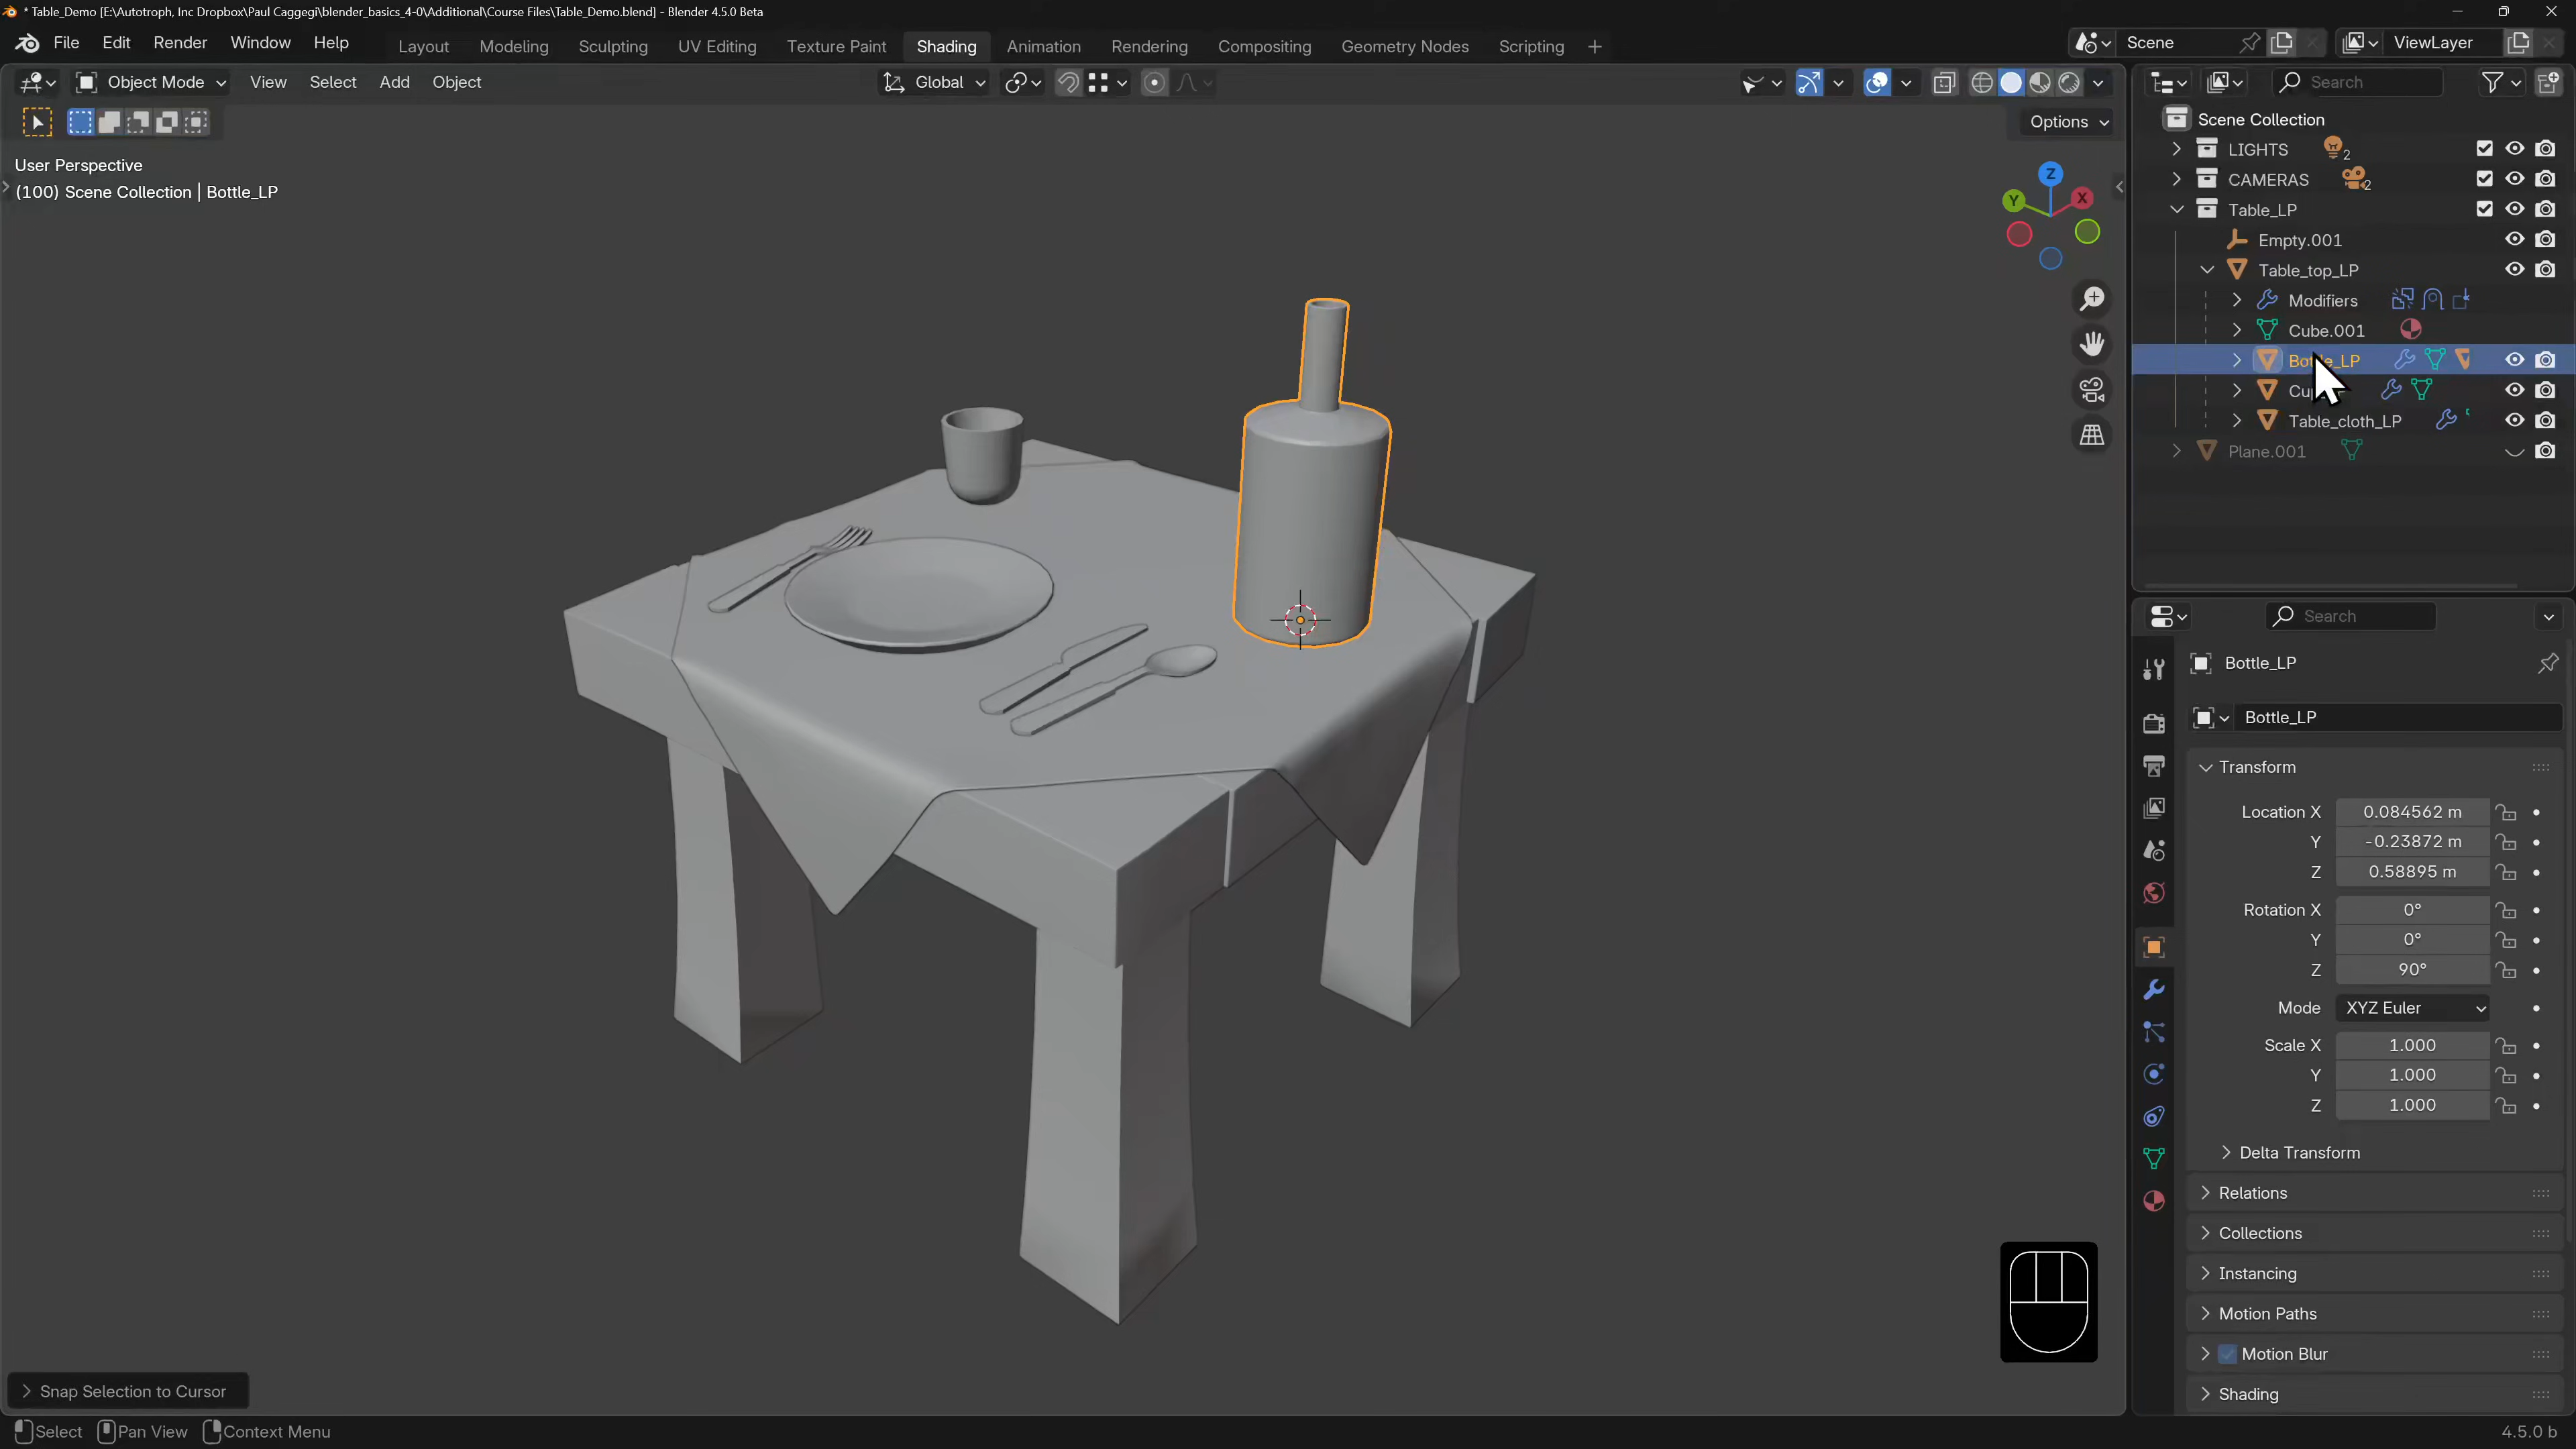 * Table_Demo [E:\Autotroph, Inc Dropbox\Paul Caggegi\blender_basics_4-0\Additional\Course Files\Table_Demo.blend] - Blender 4.5.0 Beta
File Edit Render Window Help Layout Modeling Sculpting UV Editing Texture Paint Shading Animation Rendering Compositing Geometry Nodes Scripting + Scene ViewLayer
Object Mode View Select Add Object Global Search
Options
User Perspective
(100) Scene Collection | Bottle_LP
Z
Y
X
Scene Collection
LIGHTS 2
CAMERAS 2
Table_LP
Empty.001
Table_top_LP
Modifiers
Cube.001
Table_cloth_LP
Plane.001
Search
Bottle_LP
Bottle_LP
Transform
Location X 0.084562 m
Y -0.23872 m
Z 0.58895 m
Rotation X 0°
Y 0°
Z 90°
Mode XYZ Euler
Scale X 1.000
Y 1.000
Z 1.000
Delta Transform
Relations
Collections
Instancing
Motion Paths
Motion Blur
Shading
Snap Selection to Cursor
Select Pan View Context Menu
4.5.0 b